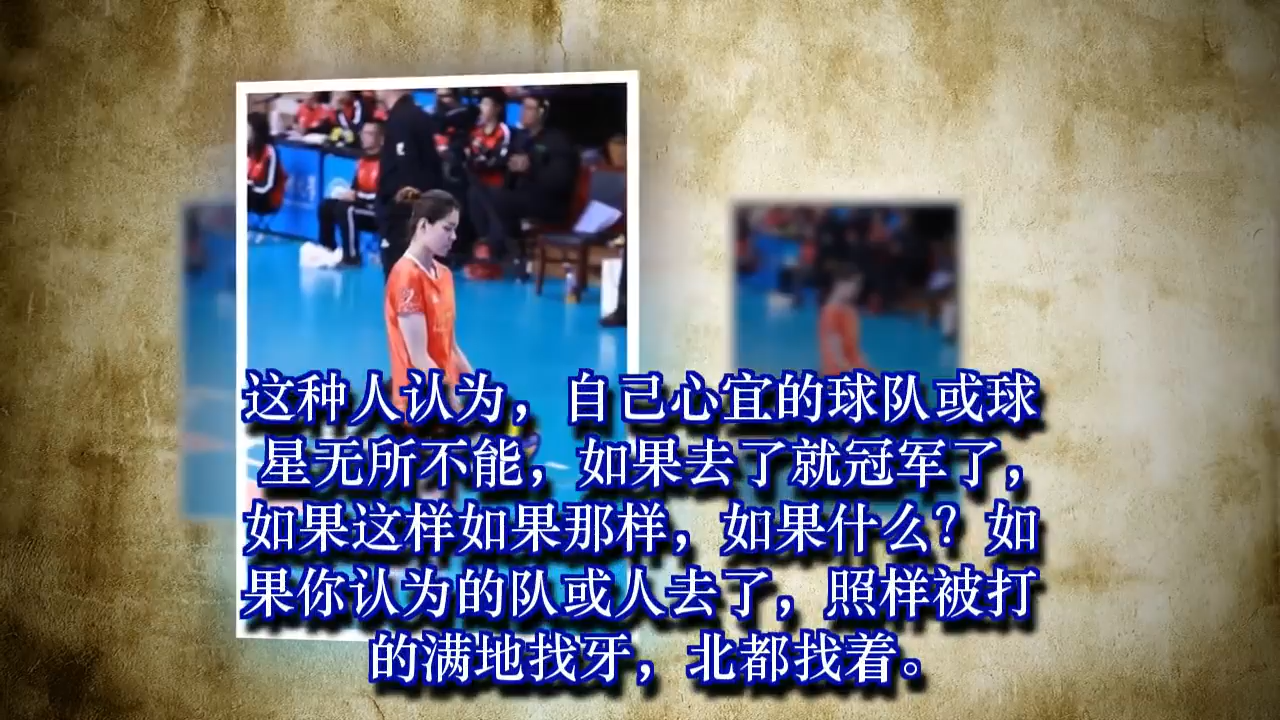 这种人认为，自己心宜的球队或球
星无所不能，如果去了就冠军了，
如果这样如果那样，如果什么？如
果你认为的队或人去了，照样被打
的满地找牙，北都找着。